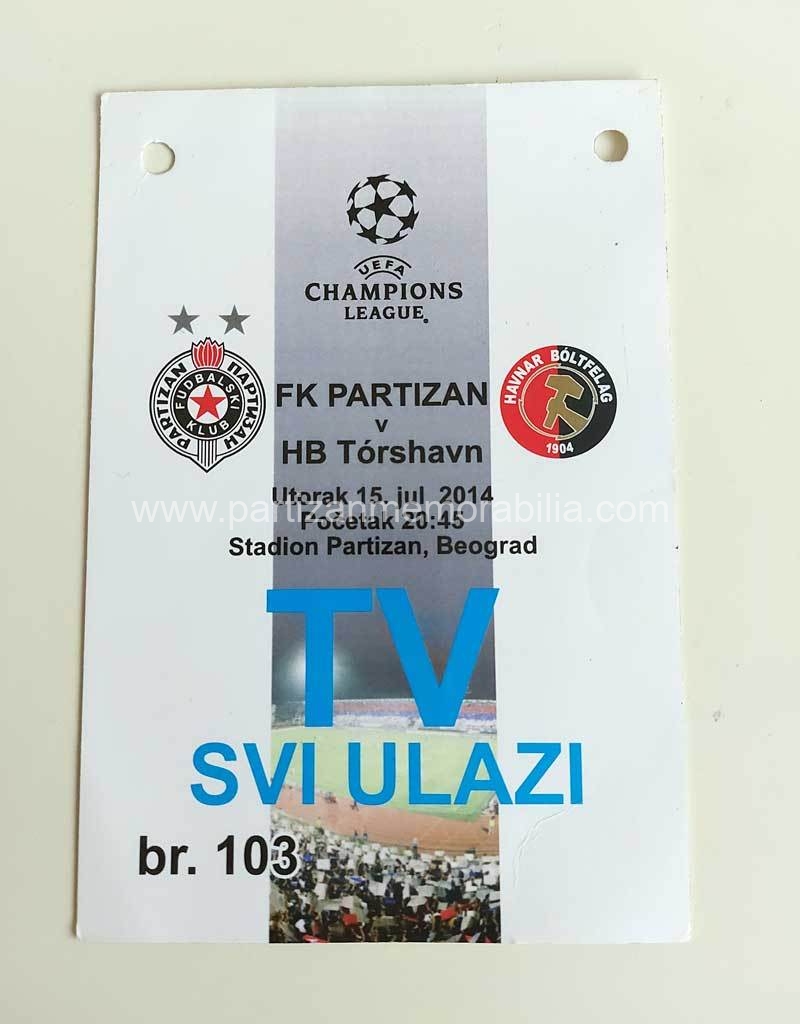 UEFA
CHAMPIONS
LEAGUE®
PARTIZAN ПАРТИЗАН
FUDBALSKI
KLUB
HAVNAR BÓLTFELAG
1904
FK PARTIZAN
v
HB Tórshavn
Utorak 15. jul 2014
www.partizanmemorabilia.com
Početak 20:45
Stadion Partizan, Beograd
TV
SVI ULAZI
br. 103